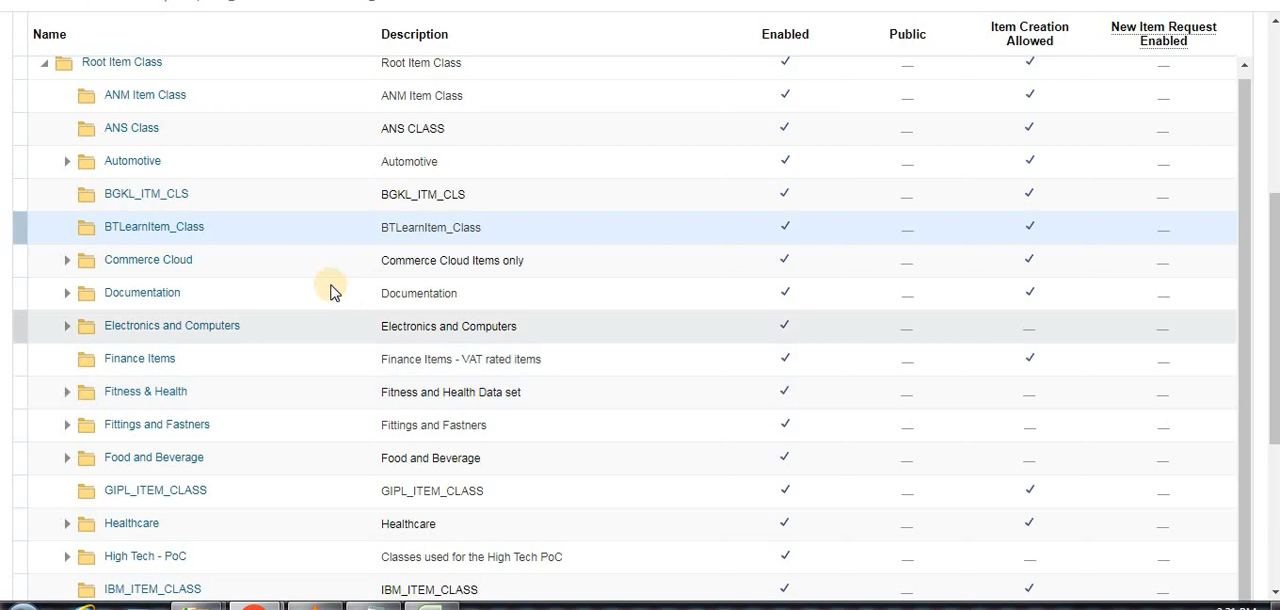 Name Description Enabled Public Item Creation Allowed New Item Request Enabled
Root Item Class Root Item Class
ANM Item Class ANM Item Class
ANS Class ANS CLASS
Automotive Automotive
BGKL_ITM_CLS BGKL_ITM_CLS
BTLearnItem_Class BTLearnItem_Class
Commerce Cloud Commerce Cloud Items only
Documentation Documentation
Electronics and Computers Electronics and Computers
Finance Items Finance Items - VAT rated items
Fitness & Health Fitness and Health Data set
Fittings and Fastners Fittings and Fastners
Food and Beverage Food and Beverage
GIPL_ITEM_CLASS GIPL_ITEM_CLASS
Healthcare Healthcare
High Tech - PoC Classes used for the High Tech PoC
IBM_ITEM_CLASS IBM_ITEM_CLASS